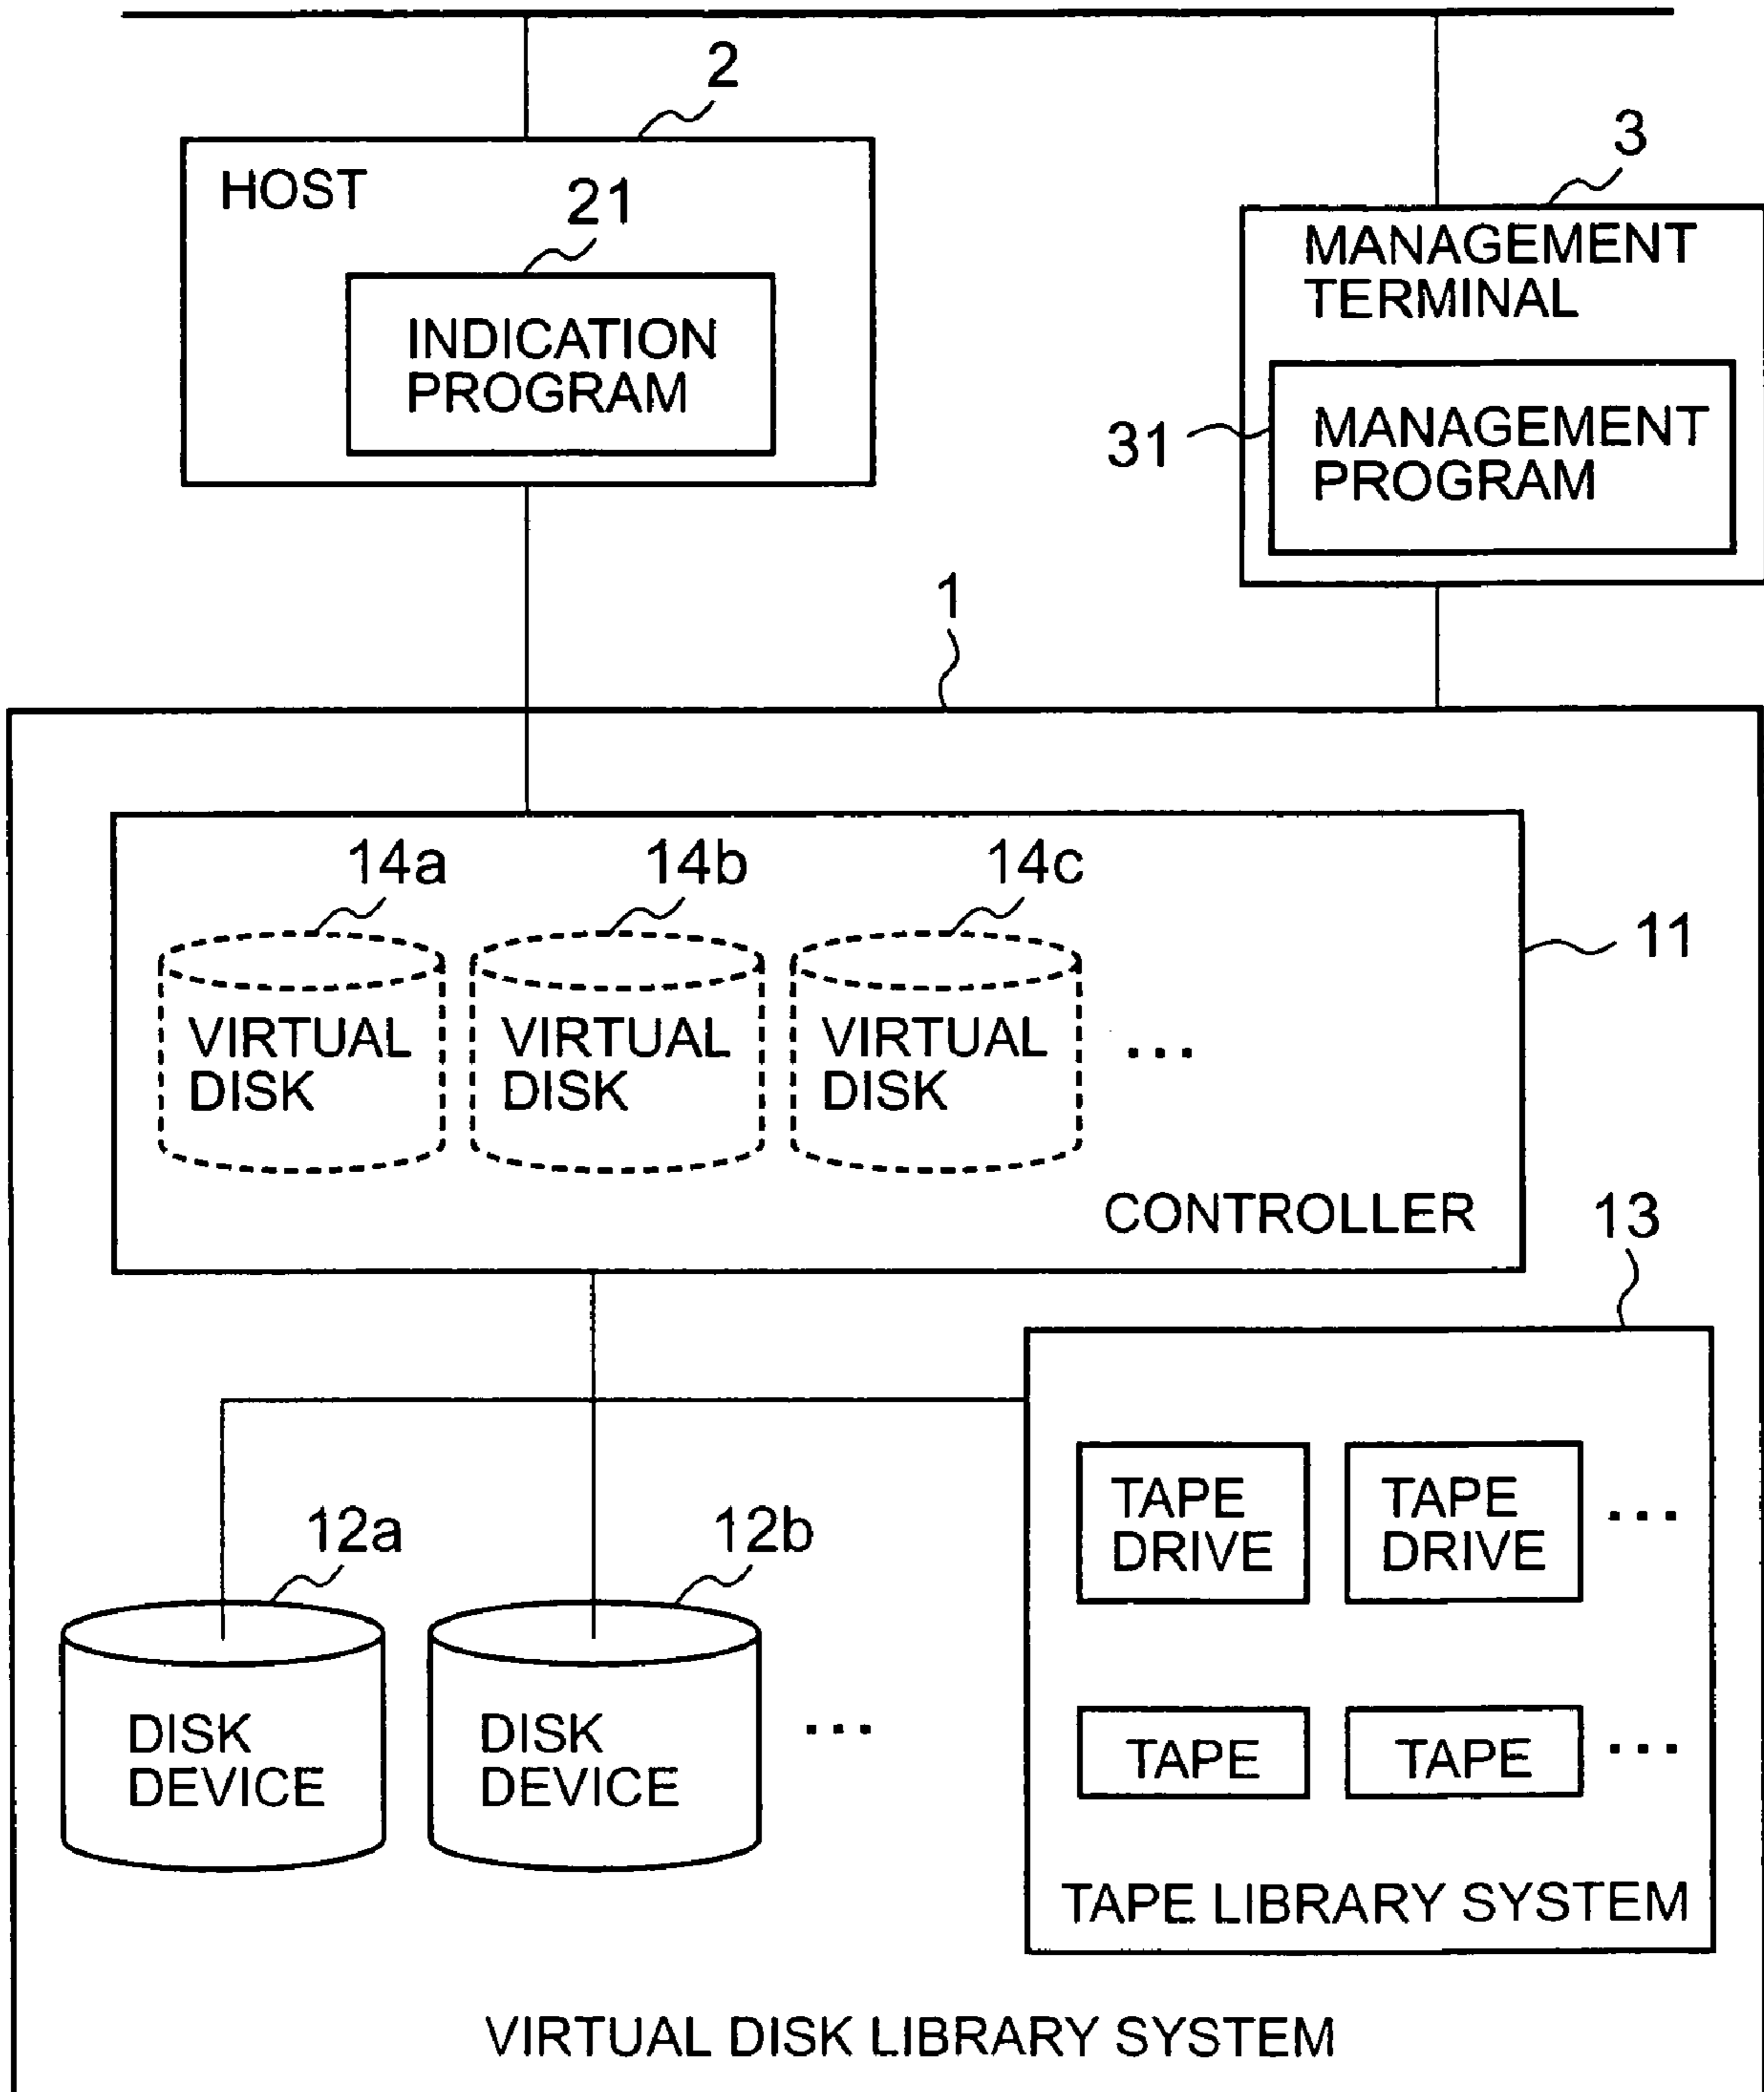 2
HOST
21
INDICATION
PROGRAM
3
MANAGEMENT
TERMINAL
31
MANAGEMENT
PROGRAM
1
14a 14b 14c
11
VIRTUAL
DISK
VIRTUAL
DISK
VIRTUAL
DISK
...
CONTROLLER
13
12a 12b
DISK
DEVICE
DISK
DEVICE
...
TAPE
DRIVE
TAPE
DRIVE
...
TAPE
TAPE
...
TAPE LIBRARY SYSTEM
VIRTUAL DISK LIBRARY SYSTEM